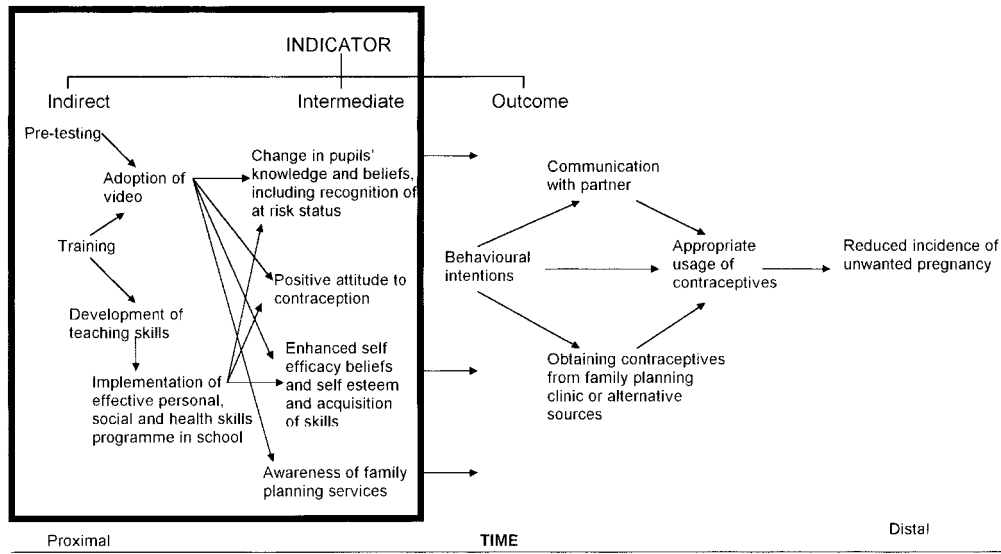 INDICATOR
Indirect
Intermediate
Outcome
Pre-testing
Adoption of
video
Training
Development of
teaching skills
Implementation of
effective personal,
social and health skills
programme in school
Change in pupils'
knowledge and beliefs,
including recognition of
at risk status
Positive attitude to
contraception
Enhanced self
efficacy beliefs
and self esteem
and acquisition
of skills
Awareness of family
planning services
Behavioural
intentions
Communication
with partner
Appropriate
usage of
contraceptives
Obtaining contraceptives
from family planning
clinic or alternative
sources
Reduced incidence of
unwanted pregnancy
Proximal
TIME
Distal